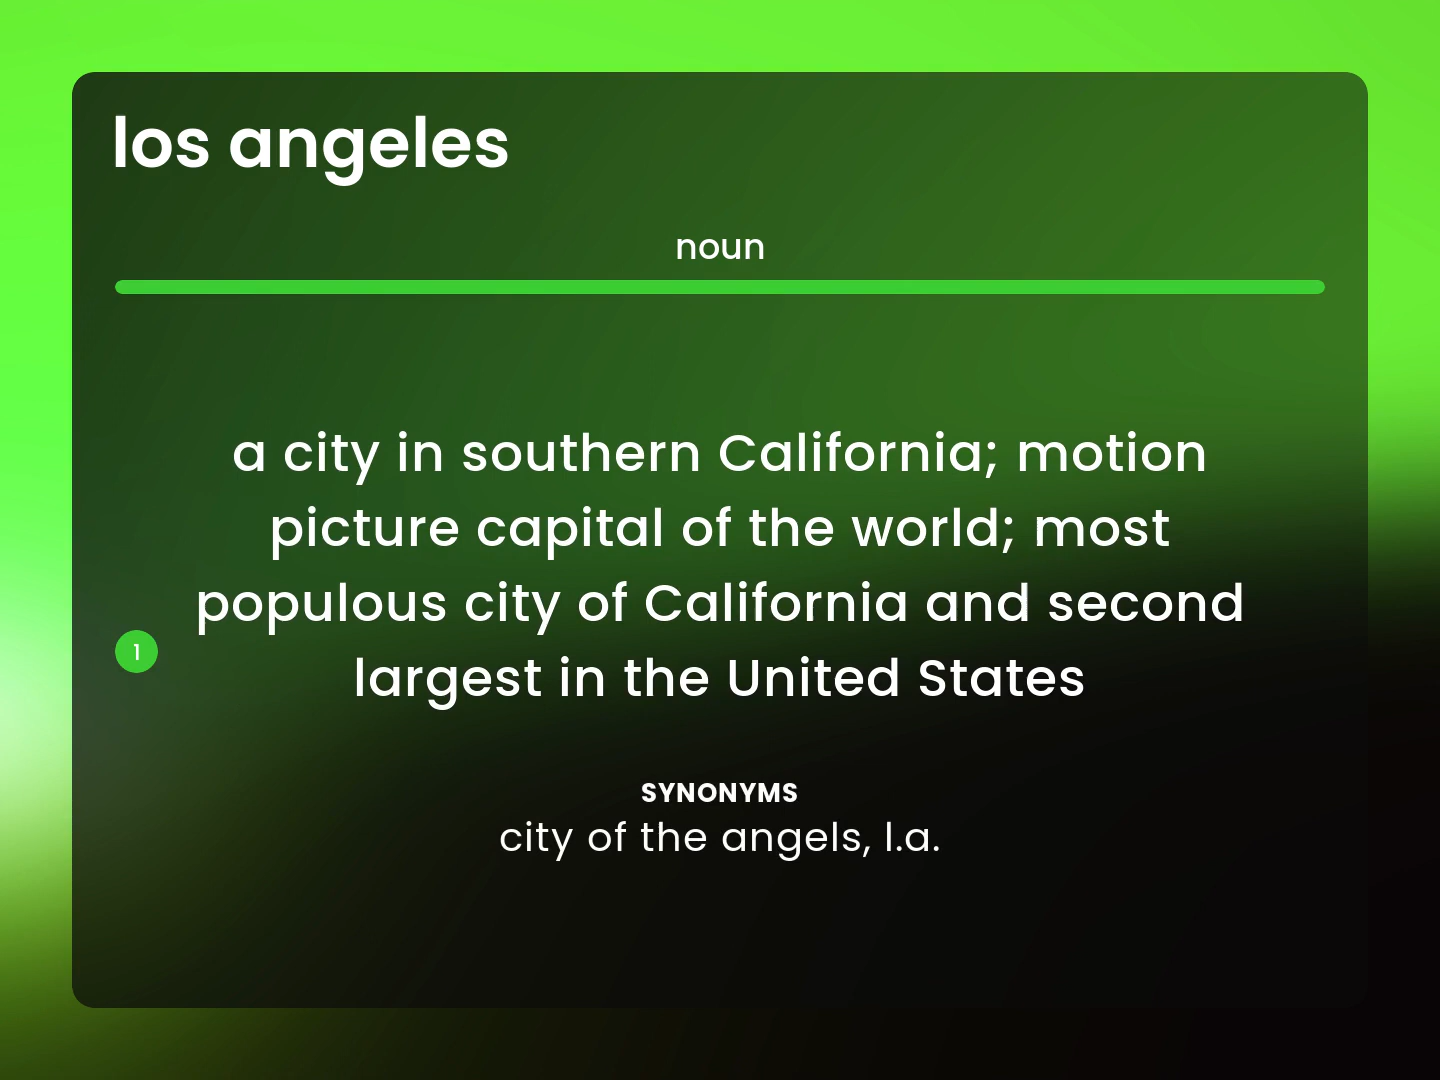 los angeles
noun
a city in southern California; motion
picture capital of the world; most
populous city of California and second
1
largest in the United States
SYNONYMS
city of the angels, l.a.